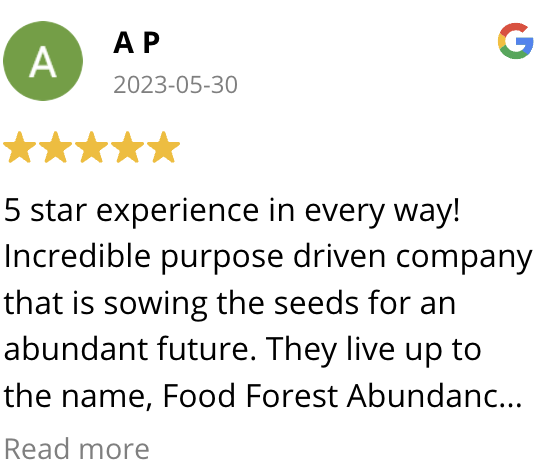 A
A P
2023-05-30
5 star experience in every way!
Incredible purpose driven company
that is sowing the seeds for an
abundant future. They live up to
the name, Food Forest Abundanc...
Read more